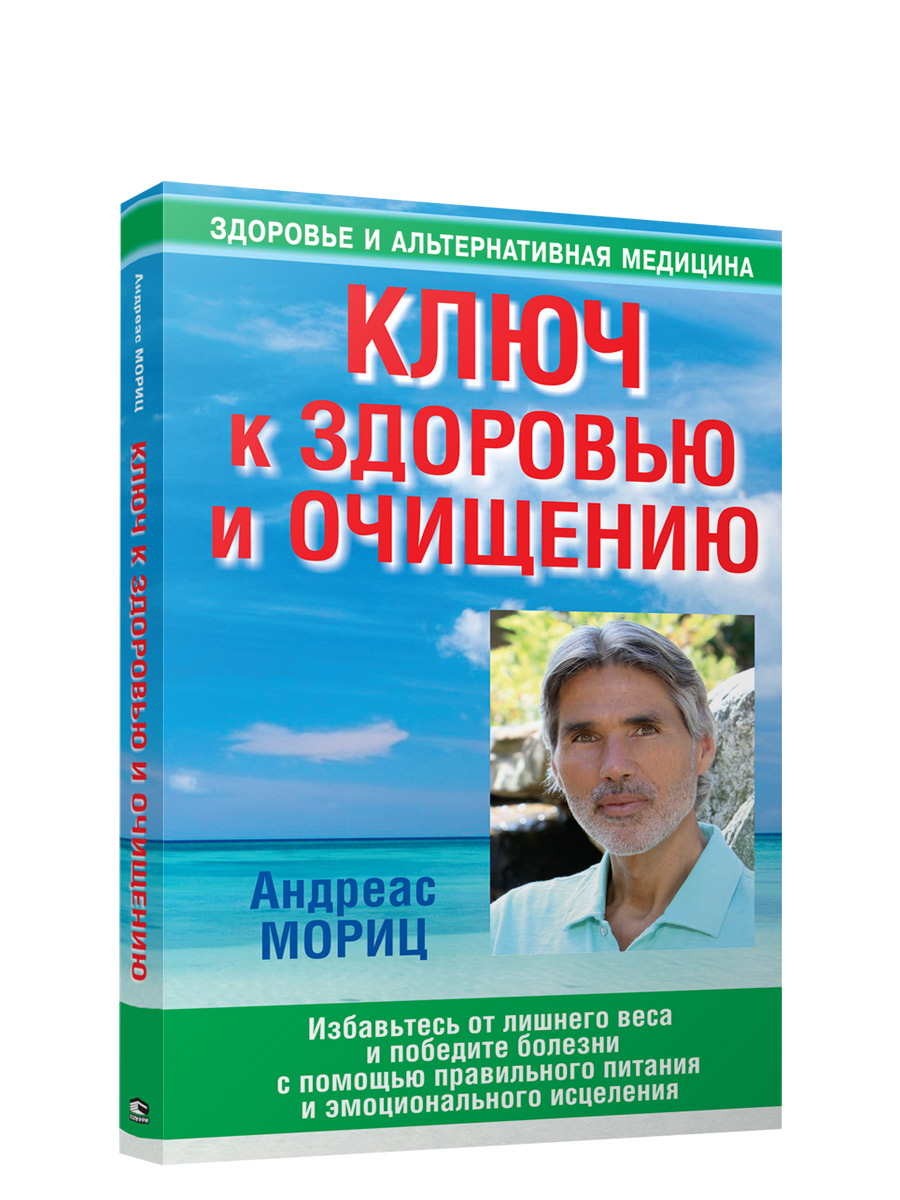 ЗДОРОВЬЕ И АЛЬТЕРНАТИВНАЯ МЕДИЦИНА
КЛЮЧ
К ЗДОРОВЬЮ
И ОЧИЩЕНИЮ
Андреас
МОРИЦ
Избавьтесь от лишнего веса
и победите болезни
с помощью правильного питания
и эмоционального исцеления
Андреас МОРИЦ
КЛЮЧ К ЗДОРОВЬЮ И ОЧИЩЕНИЮ
ПОПУРРИ